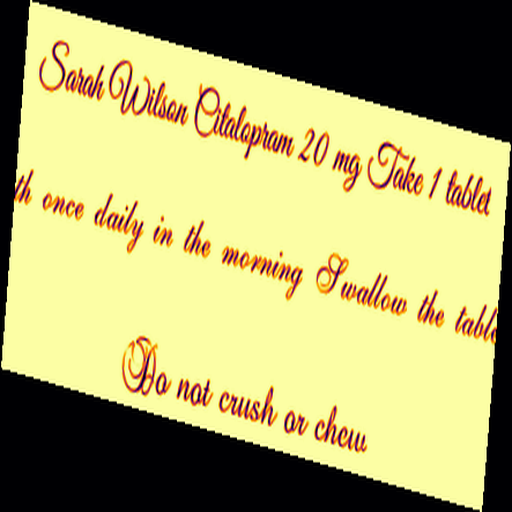 Sarah Wilson Citalopram 20 mg Take 1 tablet
once daily in the morning Swallow the
Do not crush or chew